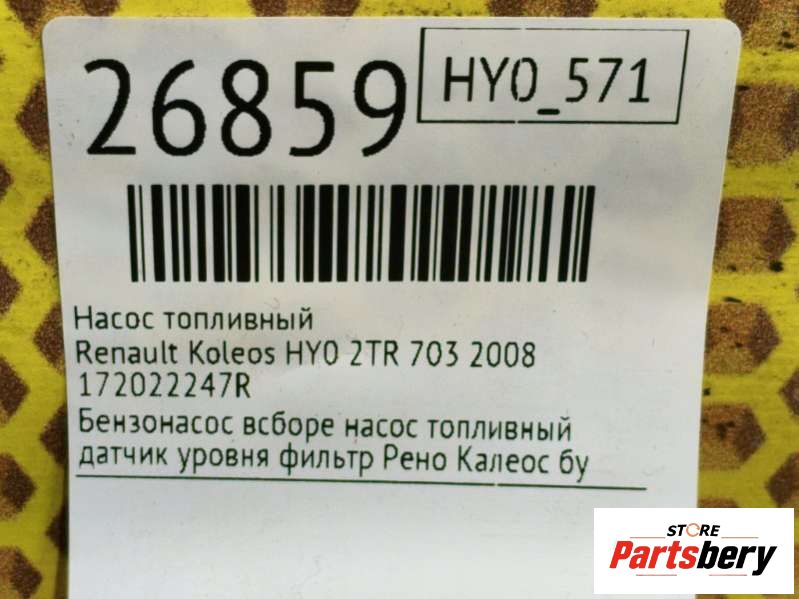 26859
HY0_571
Насос топливный
Renault Koleos HY0 2TR 703 2008
172022247R
Бензонасос всборе насос топливный
датчик уровня фильтр Рено Калеос бу
STORE
Partsbery